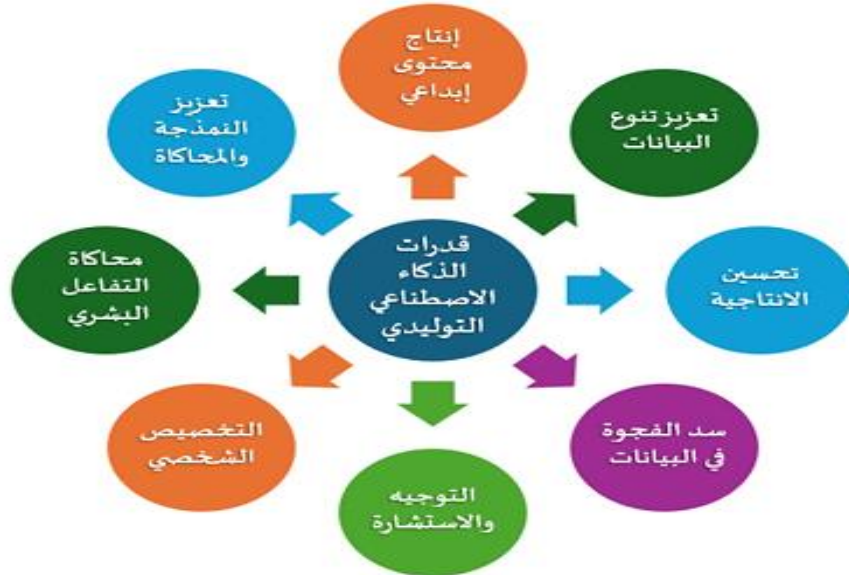 إنتاج
محتوى
إبداعي
تعزيز تنوع
البيانات
تحسين
الانتاجية
سد الفجوة
في البيانات
التوجيه
والاستشارة
التخصيص
الشخصي
محاكاة
التفاعل
البشري
تعزيز
النمذجة
والمحاكاة
قدرات
الذكاء
الاصطناعي
التوليدي